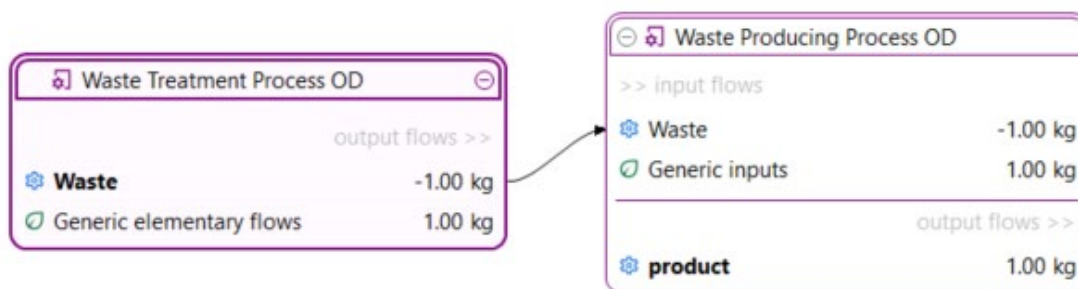 Waste Treatment Process OD
output flows >>
Waste -1.00 kg
Generic elementary flows 1.00 kg
Waste Producing Process OD
>> input flows
Waste -1.00 kg
Generic inputs 1.00 kg
output flows >>
product 1.00 kg